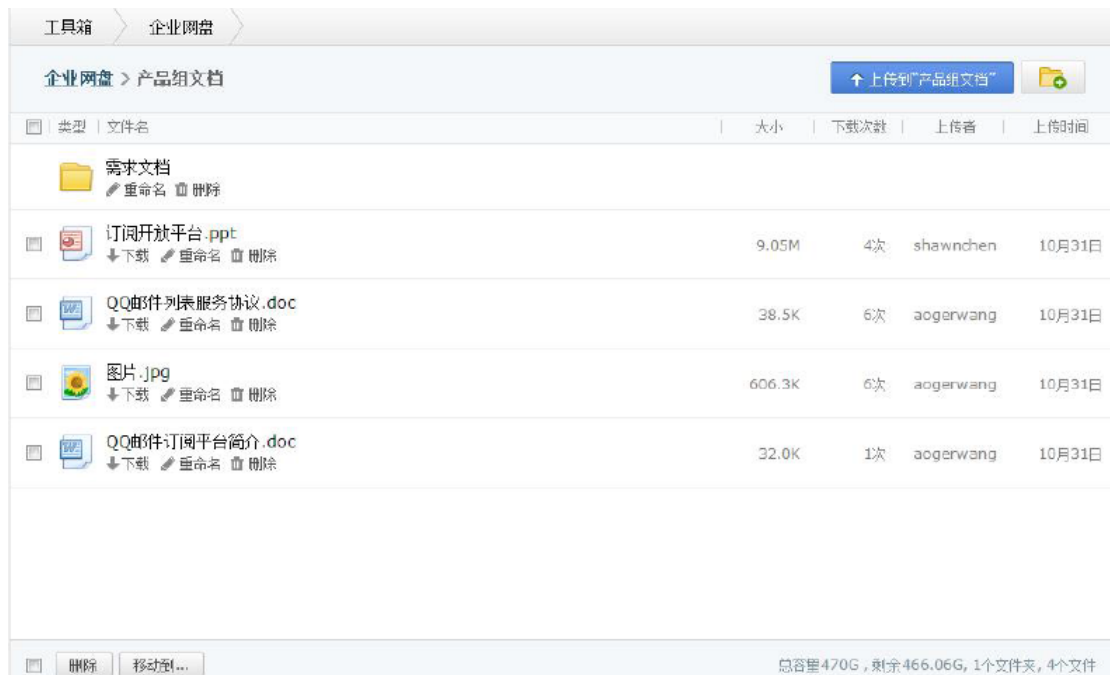 工具箱 企业网盘
企业网盘 > 产品组文档 上传到"产品组文档"
类型 文件名 大小 下载次数 上传者 上传时间
需求文档
重命名 删除
订阅开放平台.ppt
下载 重命名 删除 9.05M 4次 shawnchen 10月31日
QQ邮件列表服务协议.doc
下载 重命名 删除 38.5K 6次 aogerwang 10月31日
图片.jpg
下载 重命名 删除 606.3K 6次 aogerwang 10月31日
QQ邮件订阅平台简介.doc
下载 重命名 删除 32.0K 1次 aogerwang 10月31日
删除 移动到... 总容量470G，剩余466.06G, 1个文件夹, 4个文件